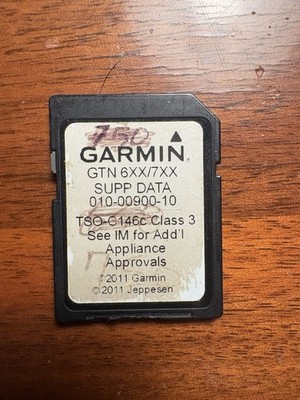 750
GARMIN
GTN 6XX/7XX
SUPP DATA
010-00900-10
TSO-C146c Class 3
See IM for Add'l
Appliance
Approvals
©2011 Garmin
©2011 Jeppesen